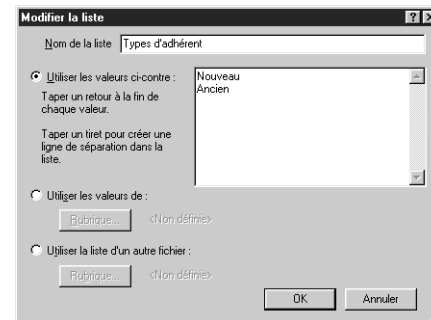 Modifier la liste
Nom de la liste Types d'adhérent
Utiliser les valeurs ci-contre :
Taper un retour à la fin de
chaque valeur.
Taper un tiret pour créer une
ligne de séparation dans la
liste.
Nouveau
Ancien
Utiliser les valeurs de :
Rubrique... <Non définie>
Utiliser la liste d'un autre fichier :
Rubrique... <Non définie>
OK Annuler